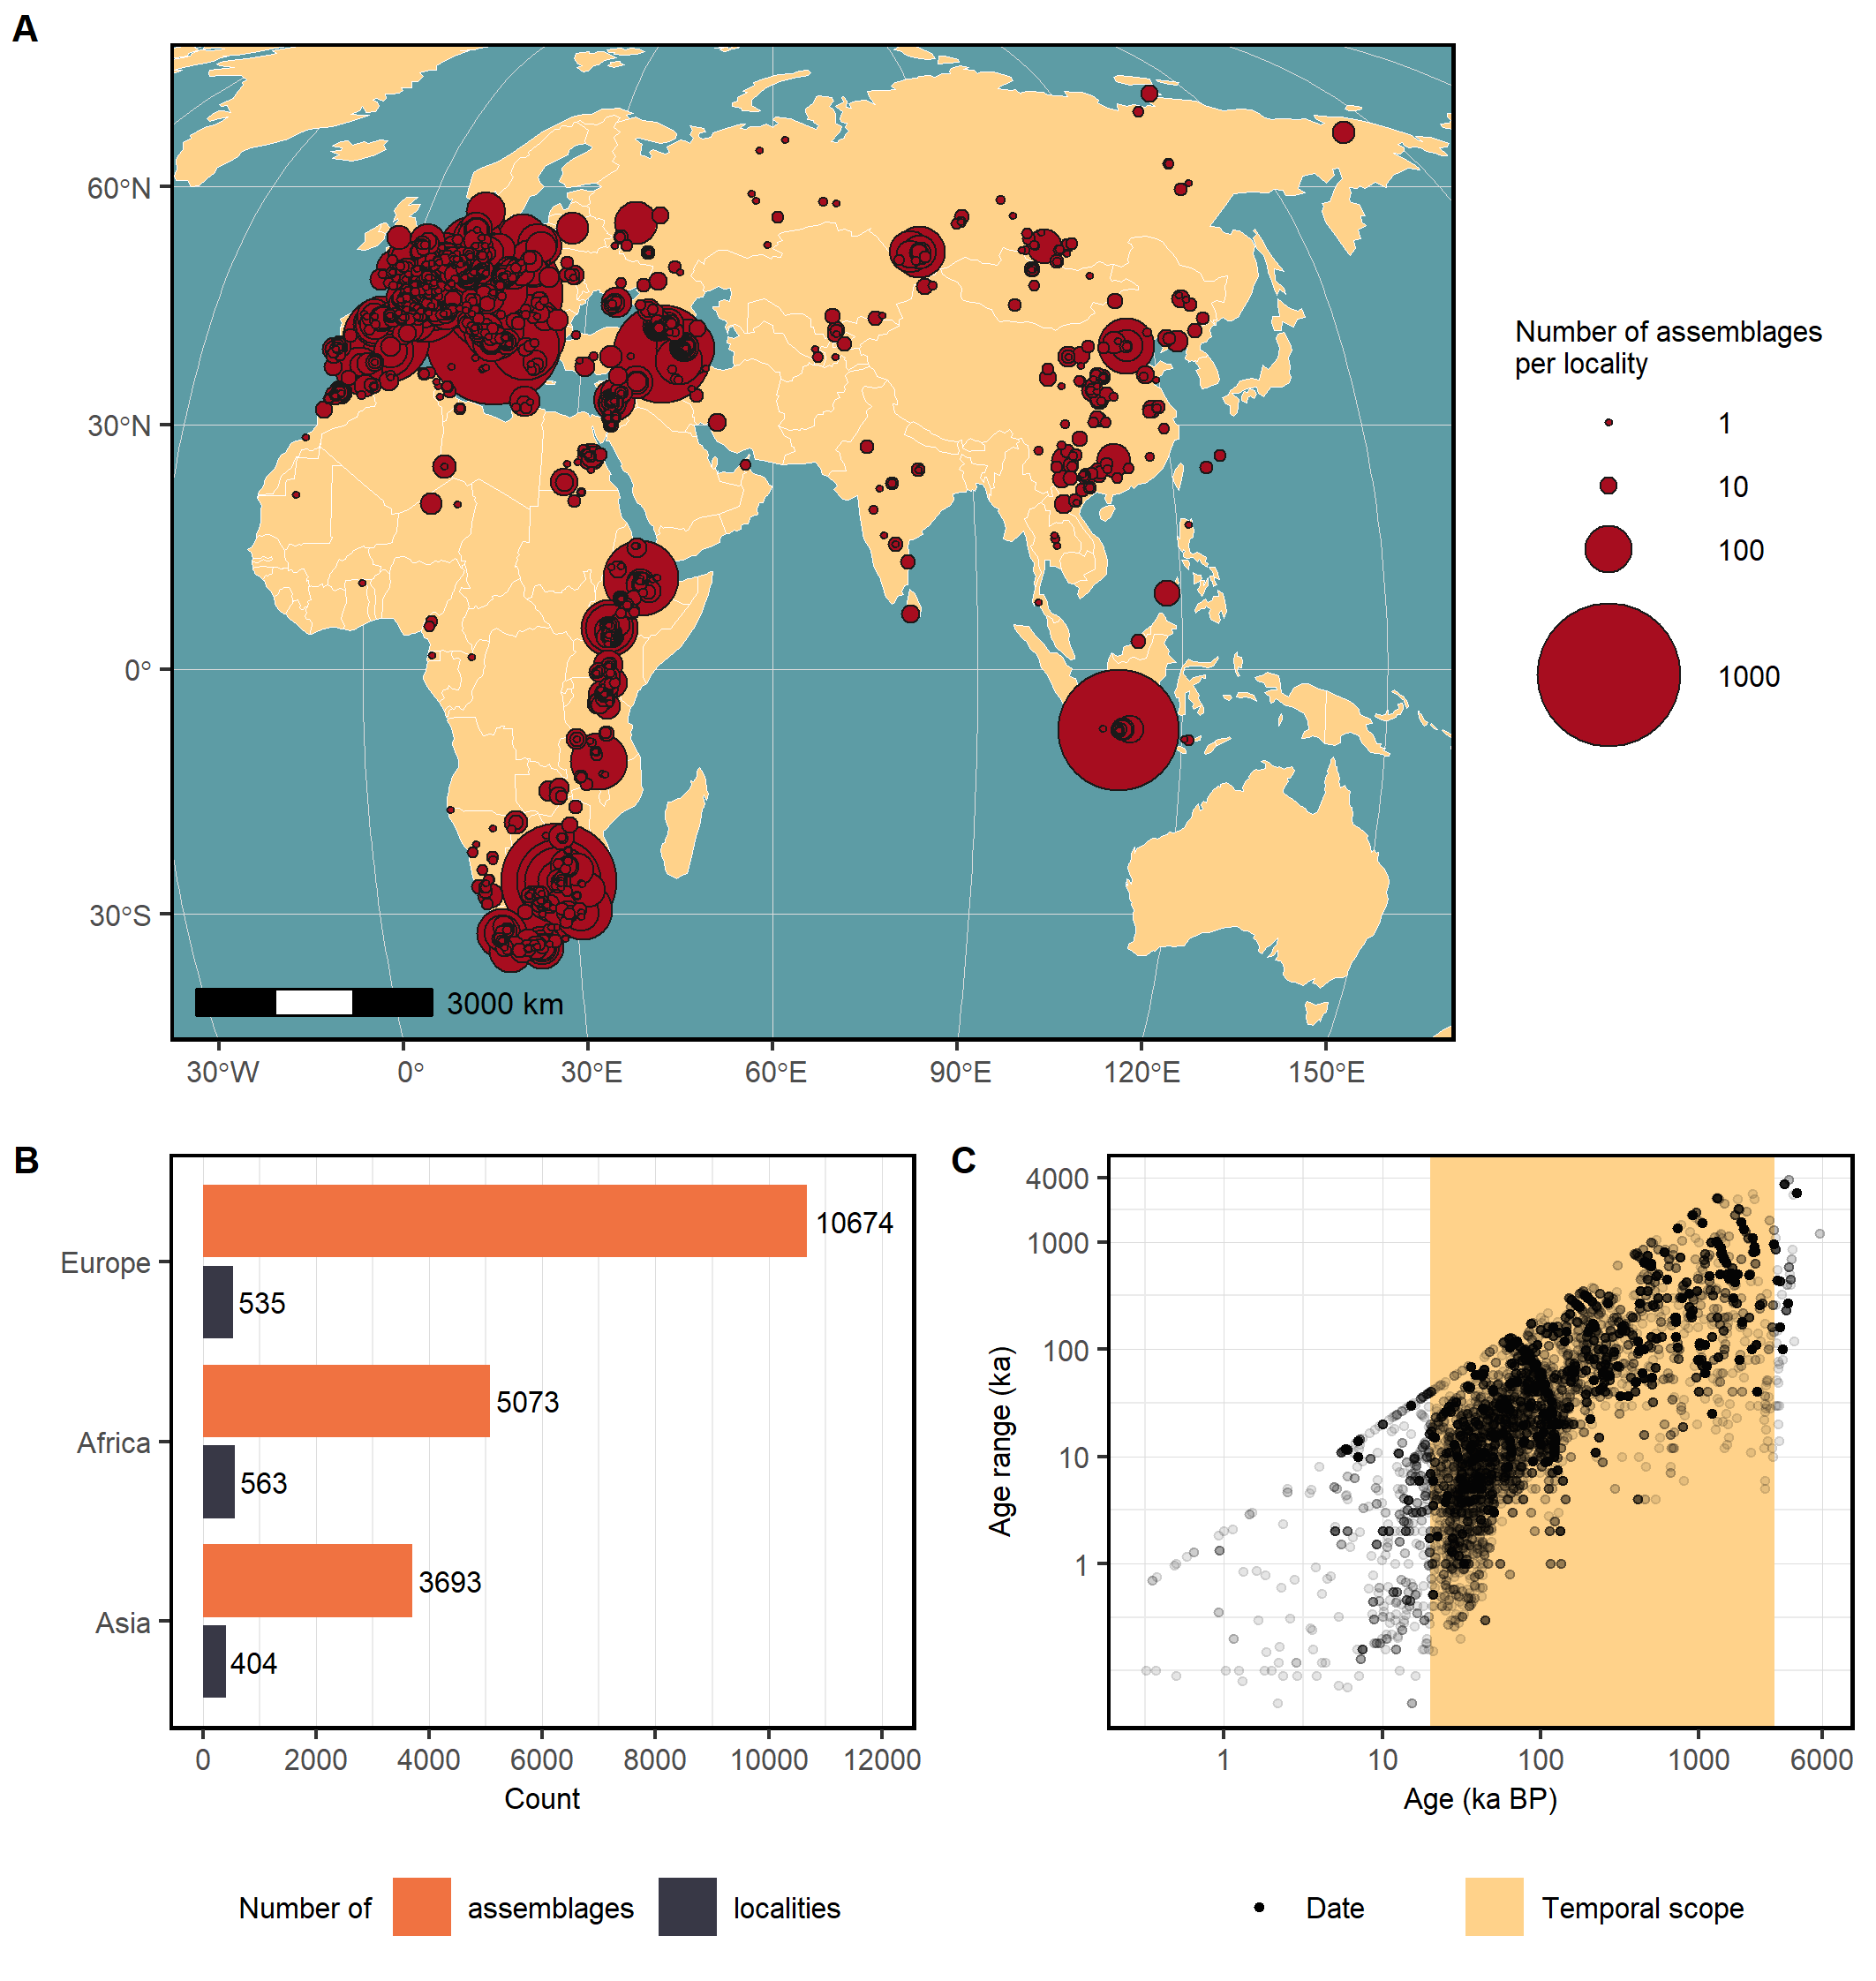 A
60°N
30°N
0°
30°S
3000 km
30°W
0°
30°E
60°E
90°E
120°E
150°E
Number of assemblages
per locality
1
10
100
1000
B
Europe
Africa
Asia
10674
535
5073
563
3693
404
0
2000
4000
6000
8000
10000
12000
Count
Number of
assemblages
localities
C
Age range (ka)
4000
1000
100
10
1
1
10
100
1000
6000
Age (ka BP)
Date
Temporal scope